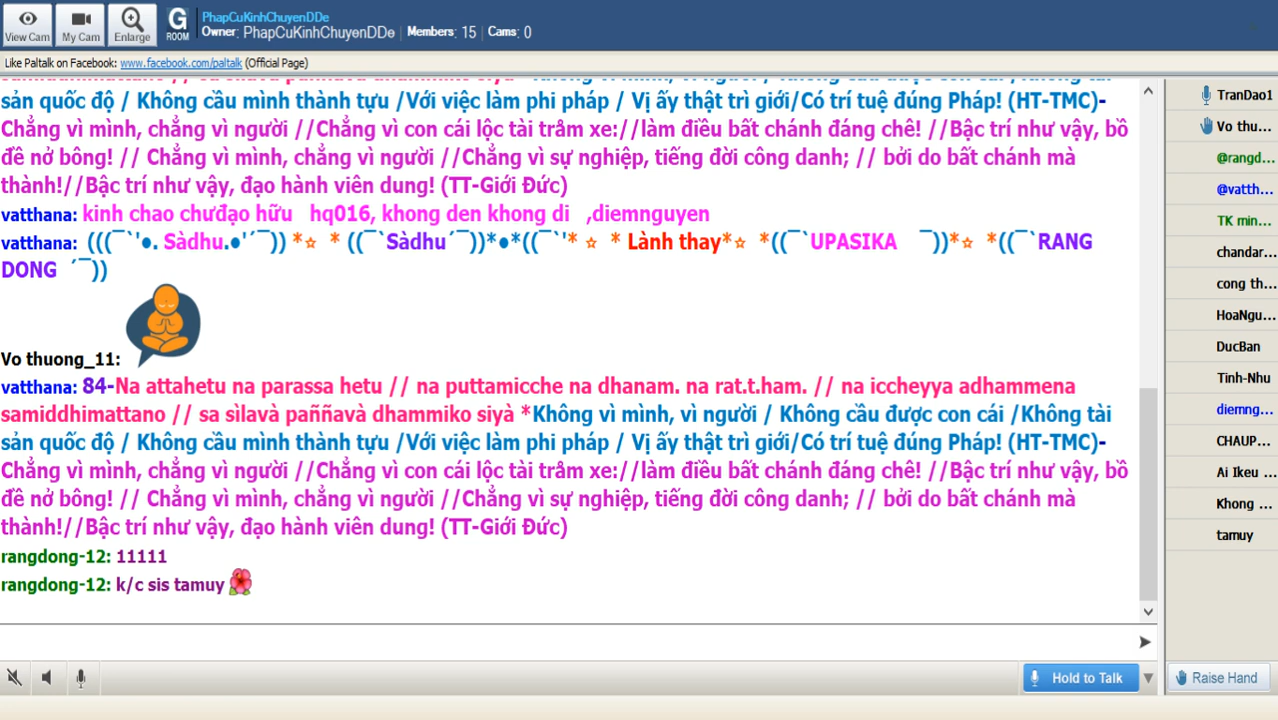 View Cam
My Cam
Enlarge
G
ROOM
PhapCuKinhChuyenDDe
Owner: PhapCuKinhChuyenDDe Members: 15 Cams: 0
Like Paltalk on Facebook: www.facebook.com/paltalk (Official Page)
sản quốc độ / Không cầu mình thành tựu /Với việc làm phi pháp / Vị ấy thật trì giới/Có trí tuệ đúng Pháp! (HT-TMC)-
Chẳng vì mình, chẳng vì người //Chẳng vì con cái lộc tài trâm xe://làm điều bất chánh đáng chê! //Bậc trí như vậy, bồ
đề nở bông! // Chẳng vì mình, chẳng vì người //Chẳng vì sự nghiệp, tiếng đời công danh; // bởi do bất chánh mà
thành!//Bậc trí như vậy, đạo hành viên dung! (TT-Giới Đức)
vatthana: kinh chao chưđạo hữu hq016, khong den khong di ,diemnguyen
vatthana: (((¯`'●. Sàdhu.●'´¯)) *☆ * ((¯`Sàdhu´¯))*●*((¯`'* ☆ * Lành thay*☆ *((¯`UPASIKA ¯))*☆ *((¯`RANG
DONG ´¯))
Vo thuong_11:
vatthana: 84-Na attahetu na parassa hetu // na puttamicche na dhanam. na rat.t.ham. // na iccheyya adhammena
samiddhimattano // sa sìlavà paññavà dhammiko siyà *Không vì mình, vì người / Không cầu được con cái /Không tài
sản quốc độ / Không cầu mình thành tựu /Với việc làm phi pháp / Vị ấy thật trì giới/Có trí tuệ đúng Pháp! (HT-TMC)-
Chẳng vì mình, chẳng vì người //Chẳng vì con cái lộc tài trâm xe://làm điều bất chánh đáng chê! //Bậc trí như vậy, bồ
đề nở bông! // Chẳng vì mình, chẳng vì người //Chẳng vì sự nghiệp, tiếng đời công danh; // bởi do bất chánh mà
thành!//Bậc trí như vậy, đạo hành viên dung! (TT-Giới Đức)
rangdong-12: 11111
rangdong-12: k/c sis tamuy
TranDao1
Vo thu...
@rangd...
@vatth...
TK min...
chandar...
cong th...
HoaNgu...
DucBan
Tinh-Nhu
diemng...
CHAUP...
Ai Ikeu ...
Khong ...
tamuy
Hold to Talk
Raise Hand